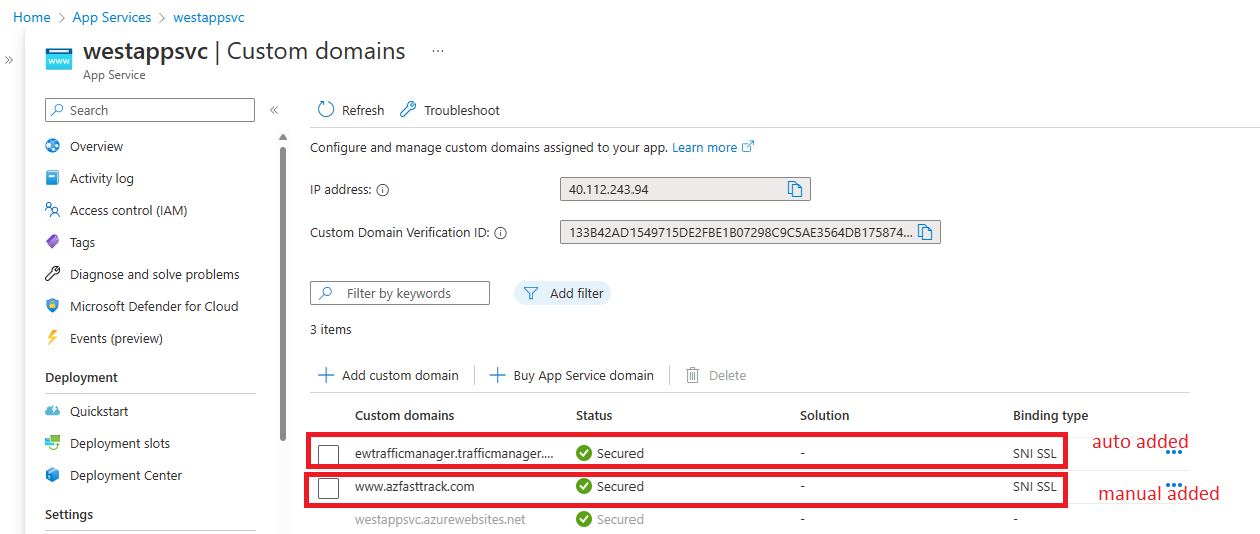 Home > App Services > westappsvc
westappsvc | Custom domains ...
App Service
Search
Overview
Activity log
Access control (IAM)
Tags
Diagnose and solve problems
Microsoft Defender for Cloud
Events (preview)
Deployment
Quickstart
Deployment slots
Deployment Center
Settings
Refresh Troubleshoot
Configure and manage custom domains assigned to your app. Learn more
IP address: 40.112.243.94
Custom Domain Verification ID: 133B42AD1549715DE2FBE1B07298C9C5AE3564DB175874...
Filter by keywords Add filter
3 items
Add custom domain Buy App Service domain Delete
Custom domains Status Solution Binding type
ewtrafficmanager.trafficmanager.... Secured - SNI SSL auto added
www.azfasttrack.com Secured - SNI SSL manual added
westappsvc.azurewebsites.net Secured - -